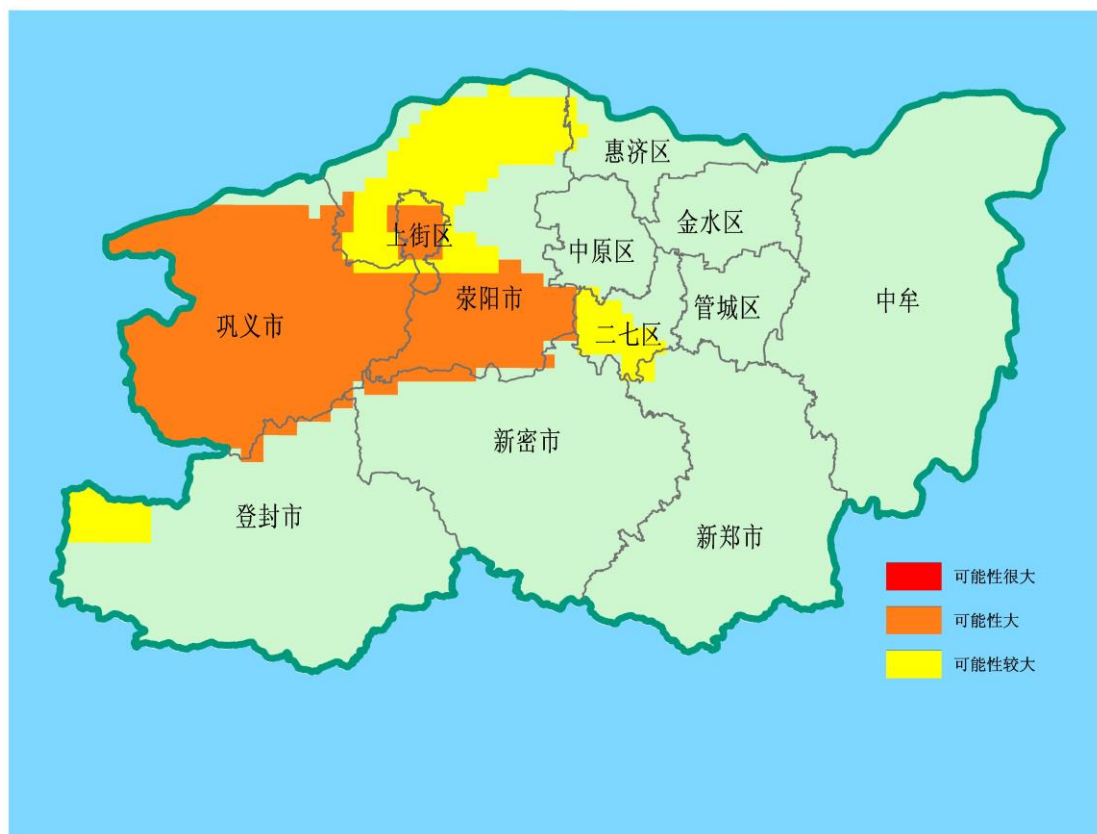 惠济区
金水区
上街区
中原区
荥阳市
管城区
中牟
巩义市
二七区
新密市
登封市
新郑市
可能性很大
可能性大
可能性较大